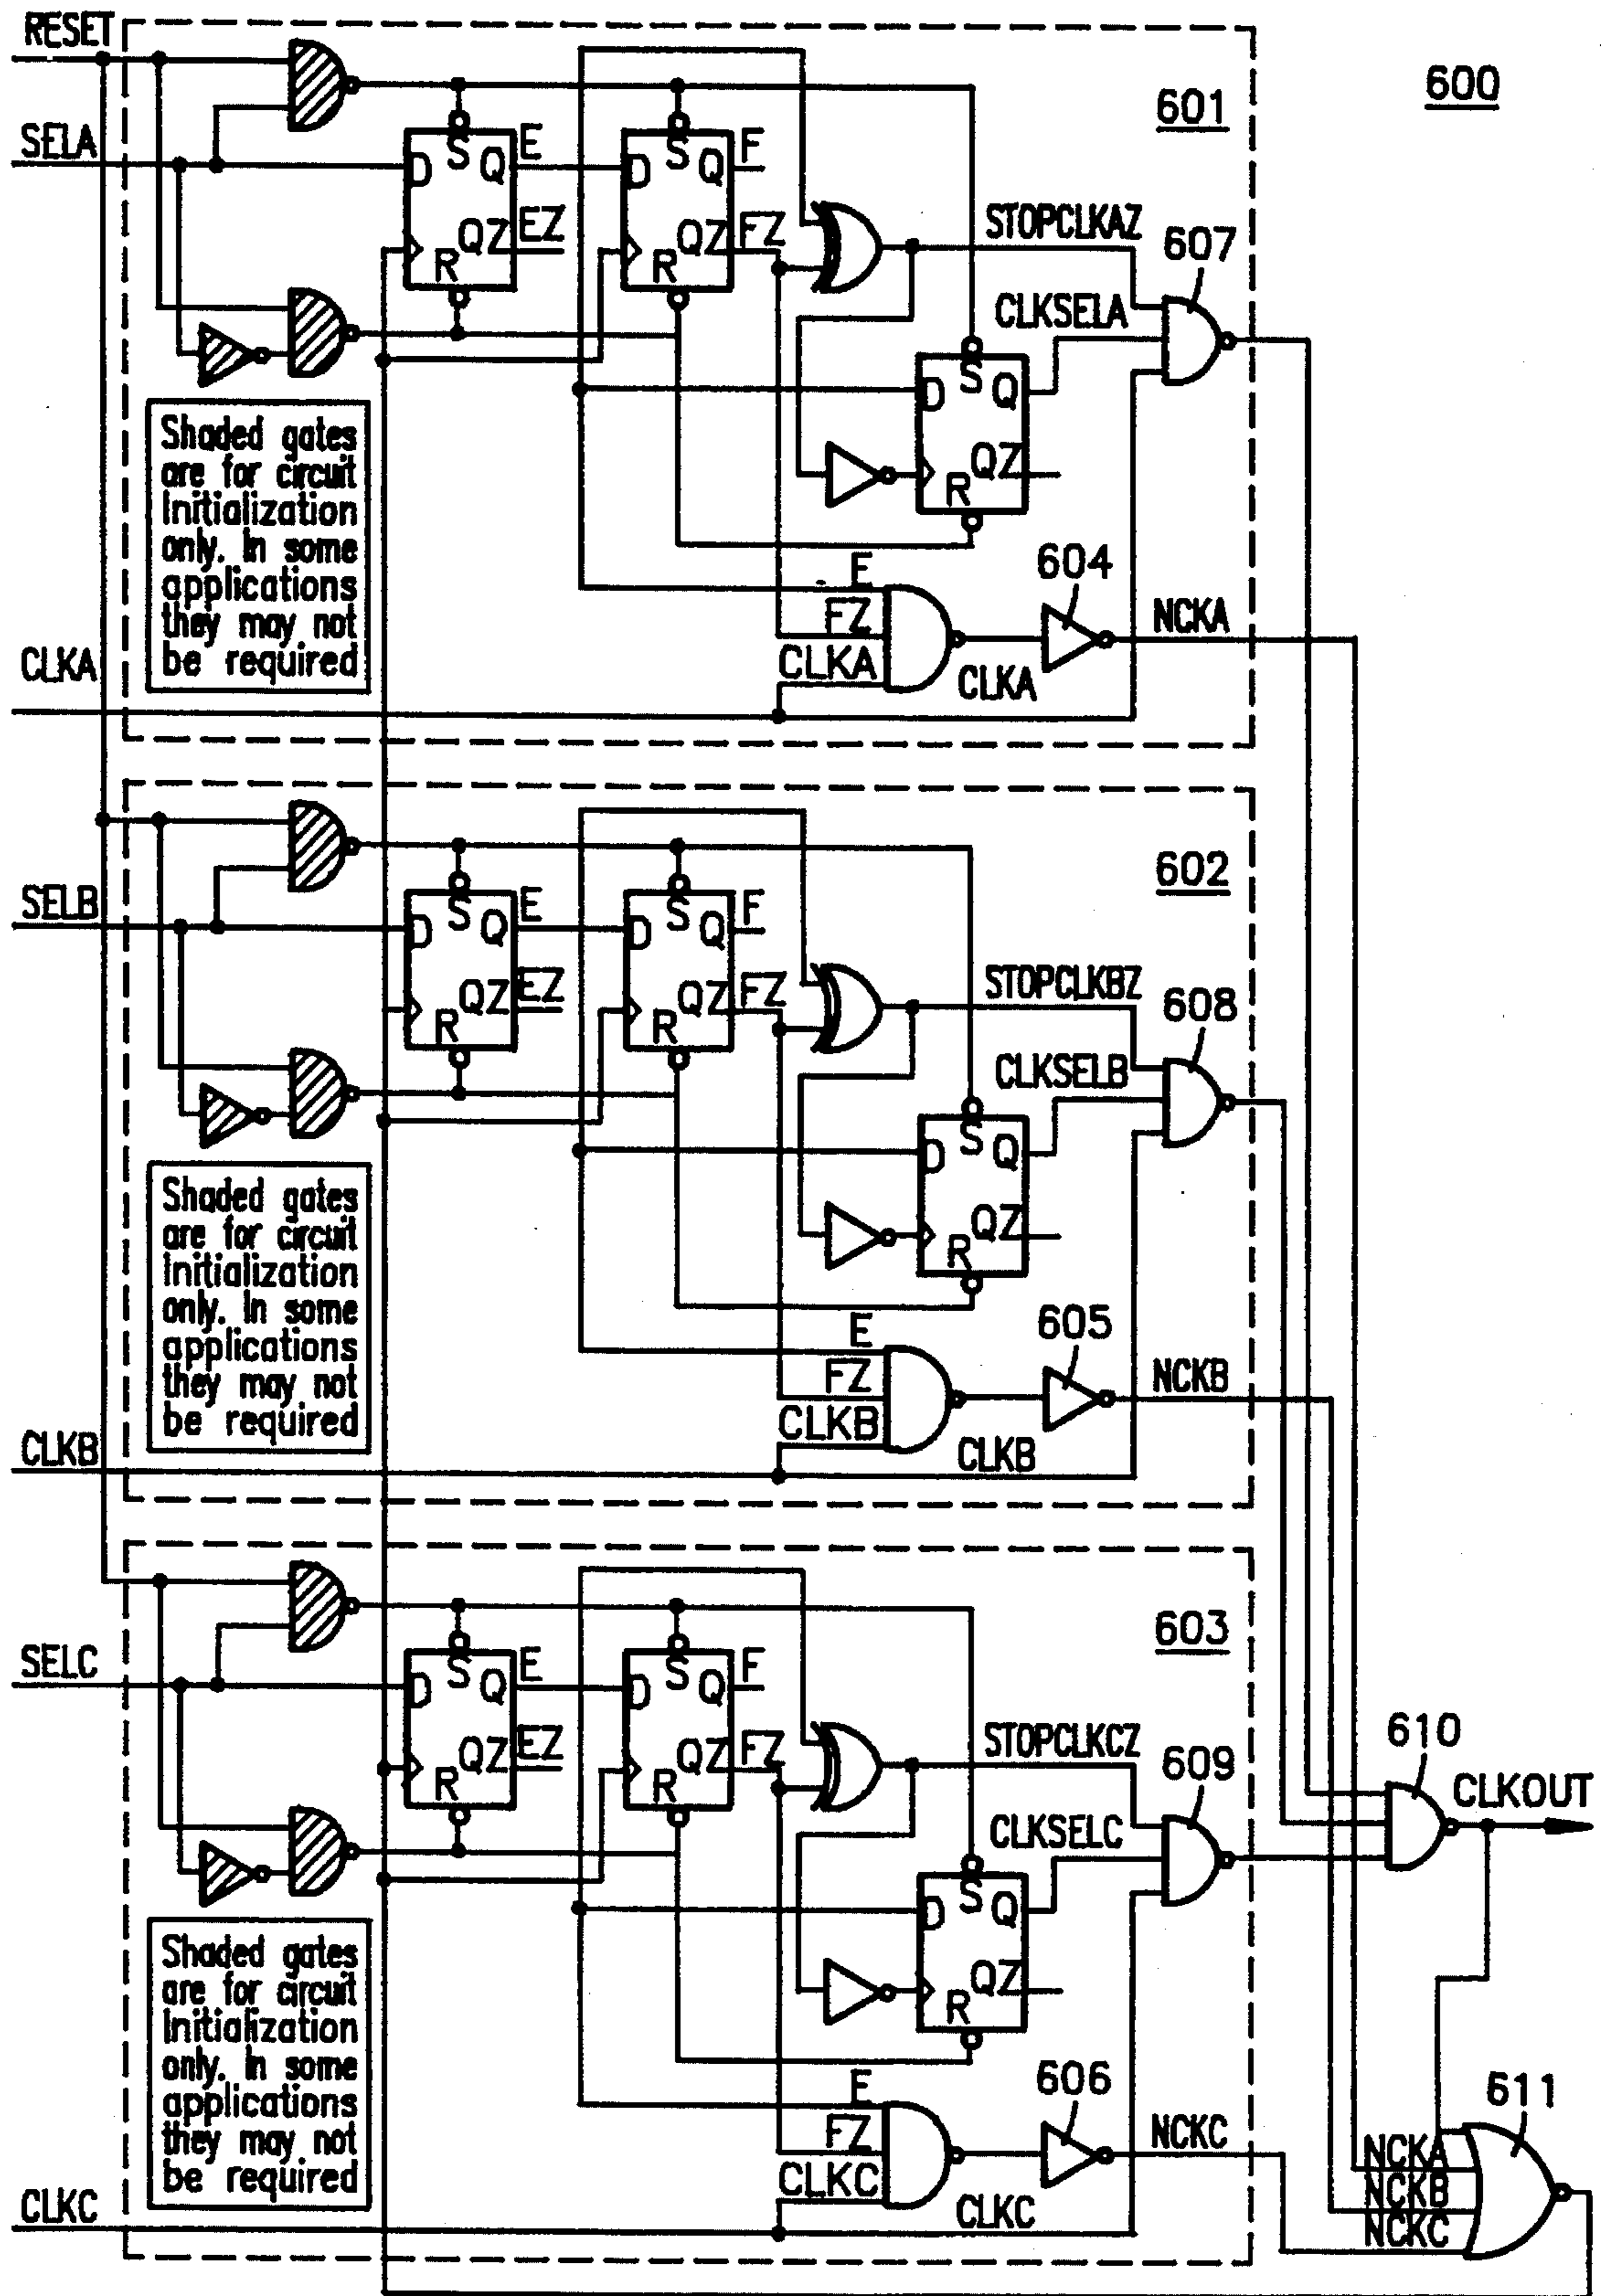 RESET
600
601
SELA
D
S
Q
E
QZ
EZ
R
D
S
Q
F
QZ
FZ
R
STOPCLKAZ
607
CLKSELA
D
S
Q
QZ
R
Shaded gates
are for circuit
Initialization
only. In some
applications
they may not
be required
E
FZ
CLKA
604
NCKA
CLKA
CLKA
602
SELB
D
S
Q
E
QZ
EZ
R
D
S
Q
F
QZ
FZ
R
STOPCLKBZ
608
CLKSELB
D
S
Q
QZ
R
Shaded gates
are for circuit
Initialization
only. In some
applications
they may not
be required
E
FZ
CLKB
605
NCKB
CLKB
CLKB
603
SELC
D
S
Q
E
QZ
EZ
R
D
S
Q
F
QZ
FZ
R
STOPCLKCZ
609
CLKSELC
610
CLKOUT
D
S
Q
QZ
R
Shaded gates
are for circuit
Initialization
only. In some
applications
they may not
be required
E
FZ
CLKC
606
NCKC
CLKC
CLKC
611
NCKA
NCKB
NCKC